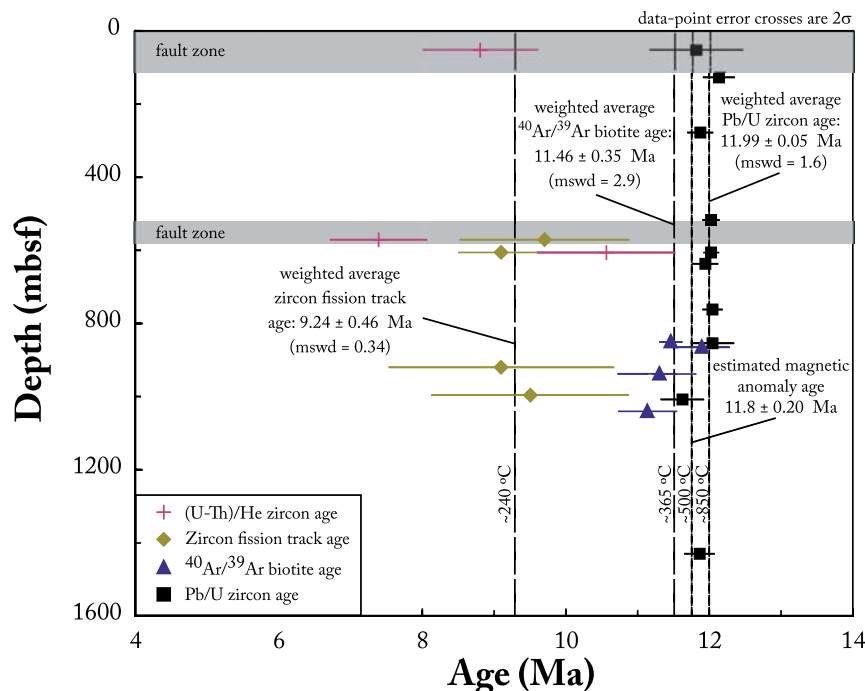 data-point error crosses are 2σ
0
400
800
1200
1600
Depth (mbsf)
fault zone
weighted average
⁴⁰Ar/³⁹Ar biotite age:
11.46 ± 0.35 Ma
(mswd = 2.9)
weighted average
Pb/U zircon age:
11.99 ± 0.05 Ma
(mswd = 1.6)
fault zone
weighted average
zircon fission track
age: 9.24 ± 0.46 Ma
(mswd = 0.34)
estimated magnetic
anomaly age
11.8 ± 0.20 Ma
~240 °C
~365 °C
~500 °C
~850 °C
(U-Th)/He zircon age
Zircon fission track age
⁴⁰Ar/³⁹Ar biotite age
Pb/U zircon age
4 6 8 10 12 14
Age (Ma)